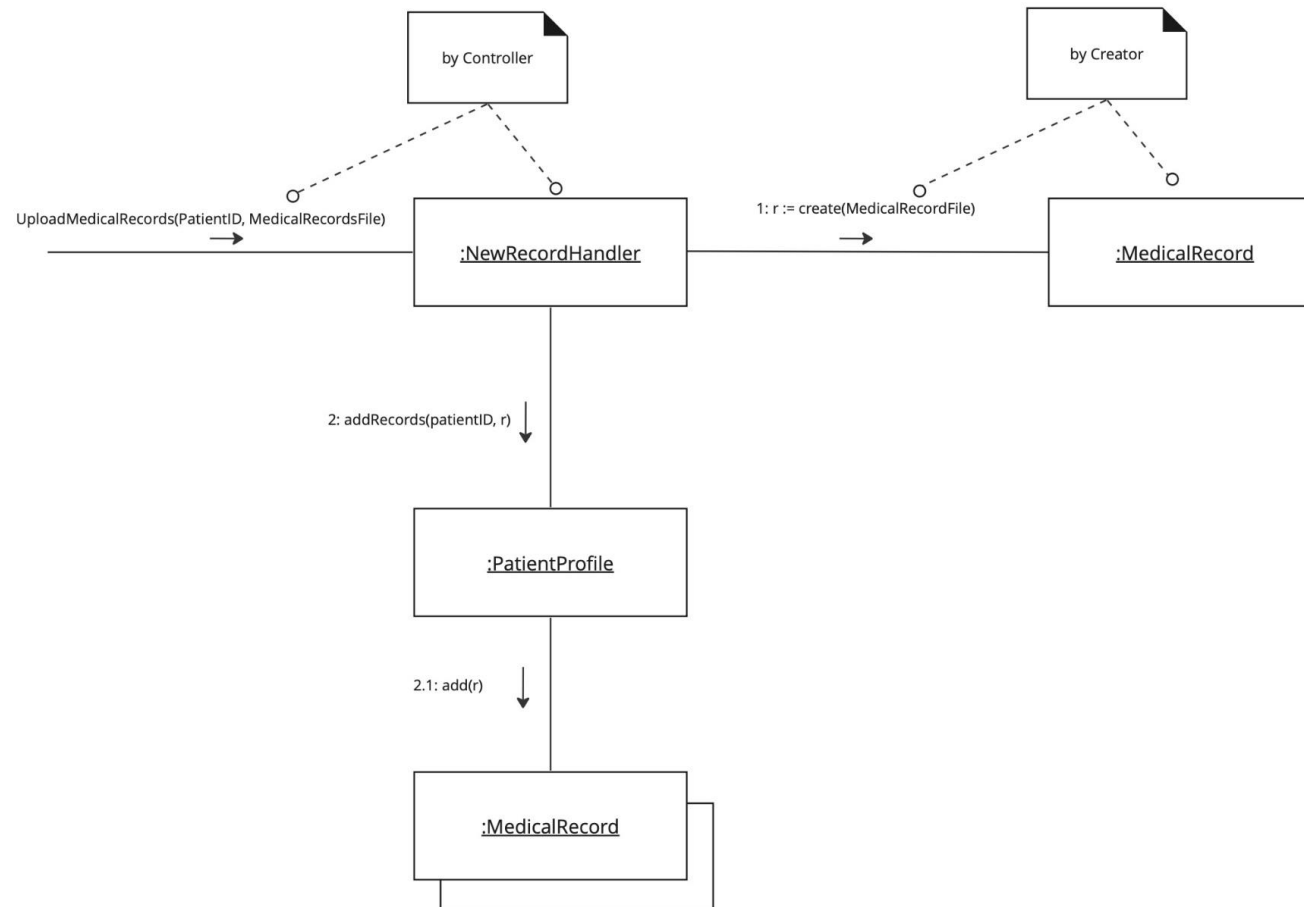 by Controller
by Creator
UploadMedicalRecords(PatientID, MedicalRecordsFile)
1: r := create(MedicalRecordFile)
:NewRecordHandler
:MedicalRecord
2: addRecords(patientID, r)
:PatientProfile
2.1: add(r)
:MedicalRecord